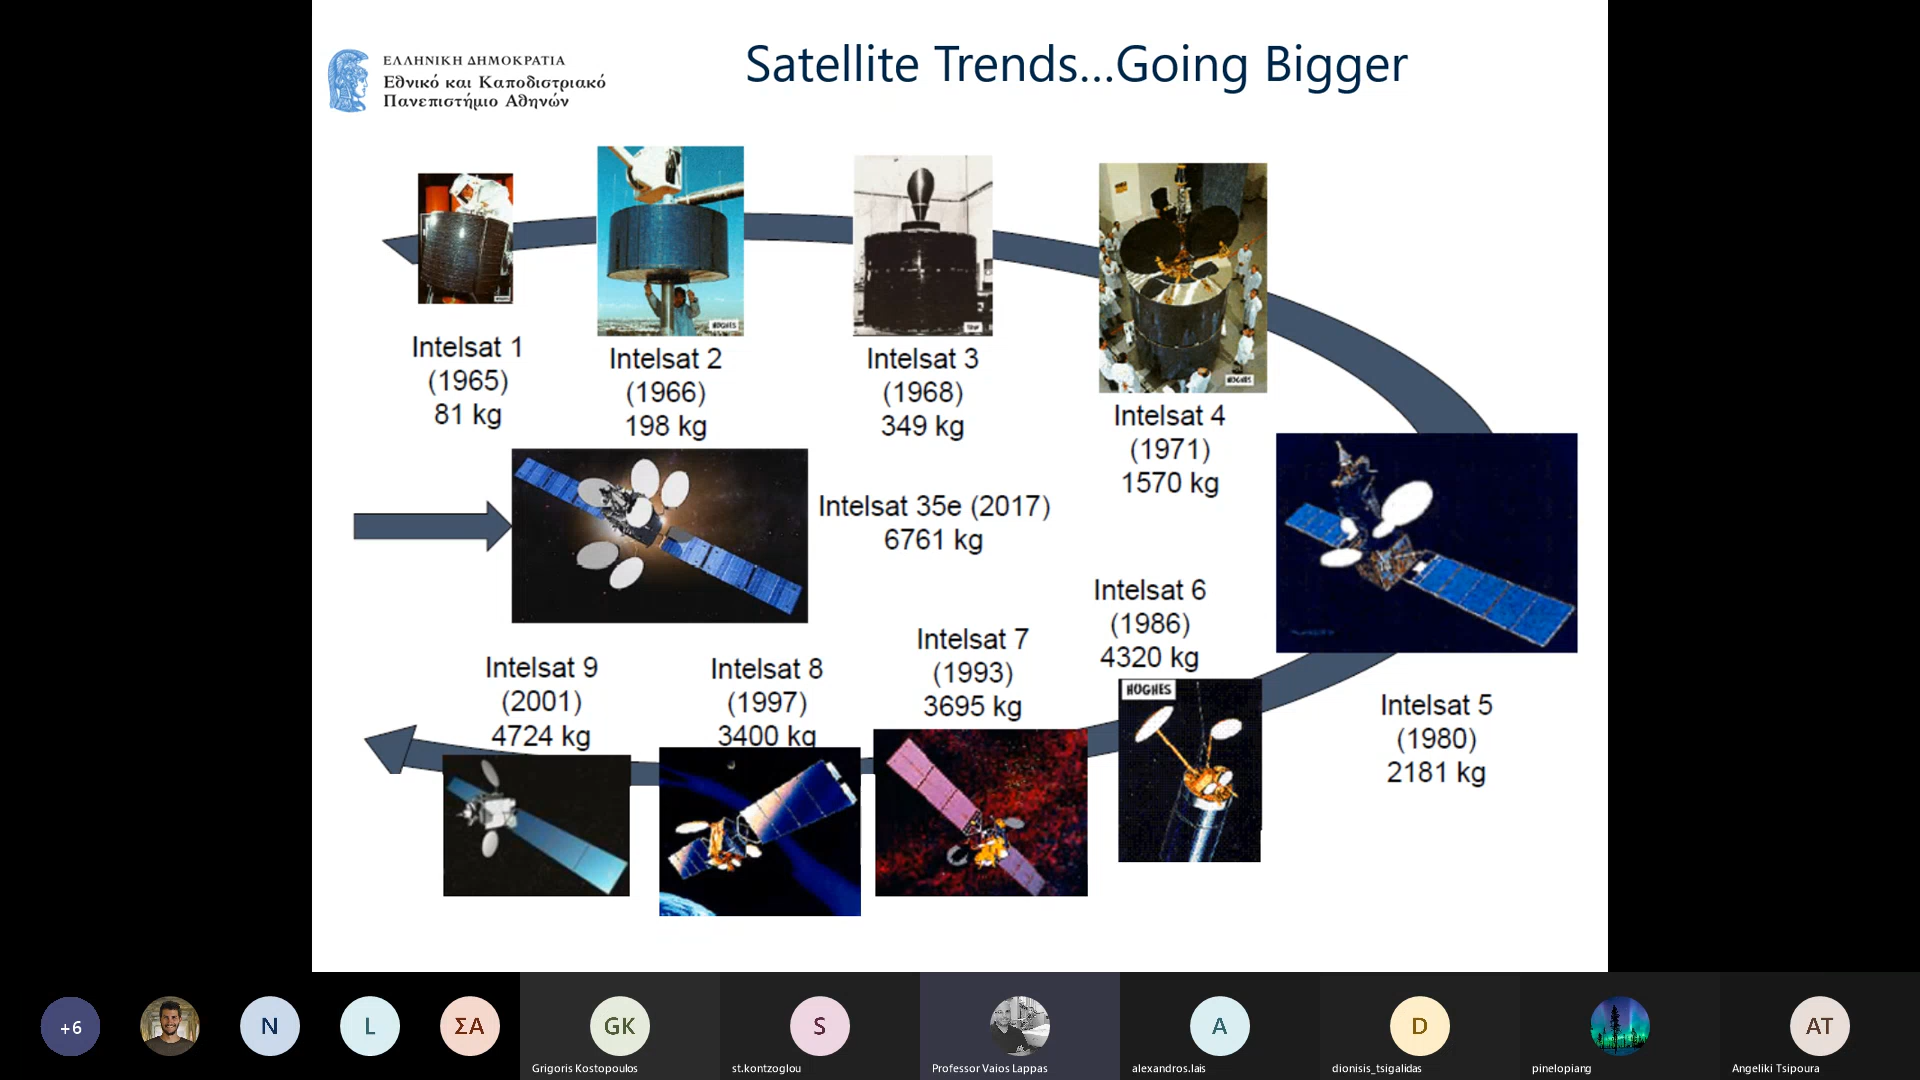 ΕΛΛΗΝΙΚΗ ΔΗΜΟΚΡΑΤΙΑ
Εθνικό και Καποδιστριακό
Πανεπιστήμιο Αθηνών
Satellite Trends...Going Bigger
HUGHES
HUGHES
Intelsat 1
(1965)
81 kg
Intelsat 2
(1966)
198 kg
Intelsat 3
(1968)
349 kg
Intelsat 4
(1971)
1570 kg
Intelsat 35e (2017)
6761 kg
Intelsat 5
(1980)
2181 kg
Intelsat 6
(1986)
4320 kg
HUGHES
Intelsat 7
(1993)
3695 kg
Intelsat 8
(1997)
3400 kg
Intelsat 9
(2001)
4724 kg
+6
N
L
ΣΑ
GK
Grigoris Kostopoulos
S
st.kontzoglou
Professor Vaios Lappas
A
alexandros.lais
D
dionisis_tsigalidas
pinelopiang
AT
Angeliki Tsipoura